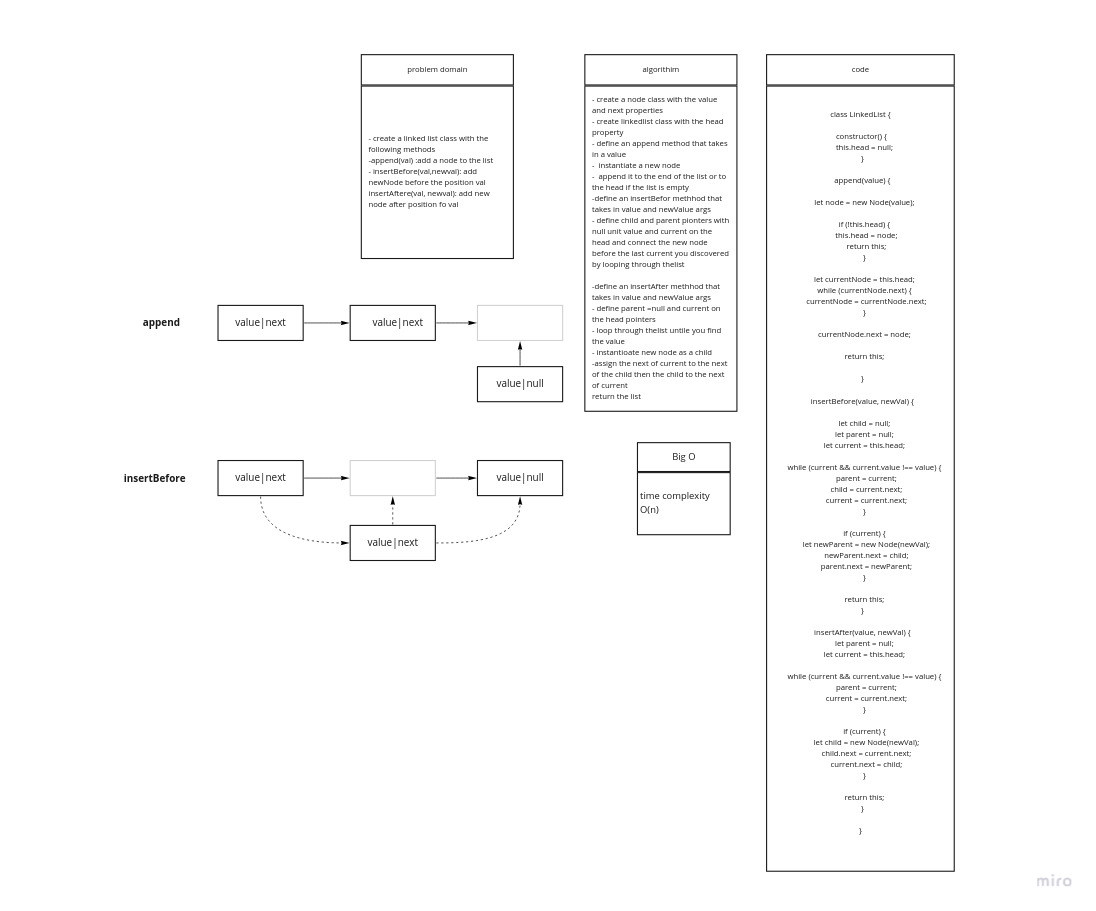 problem domain
- create a linked list class with the
following methods
-append(val) :add a node to the list
- insertBefore(val,newval): add
newNode before the position val
insertAftere(val, newval): add new
node after position fo val
algorithim
- create a node class with the value
and next properties
- create linkedlist class with the head
property
- define an append method that takes
in a value
- instantiate a new node
- append it to the end of the list or to
the head if the list is empty
-define an insertBefor methhod that
takes in value and newValue args
- define child and parent pionters with
null unit value and current on the
head and connect the new node
before the last current you discovered
by looping through thelist
-define an insertAfter methhod that
takes in value and newValue args
- define parent =null and current on
the head pointers
- loop through thelist untile you find
the value
- instantioate new node as a child
-assign the next of current to the next
of the child then the child to the next
of current
return the list
code
class LinkedList {
constructor() {
this.head = null;
}
append(value) {
let node = new Node(value);
if (!this.head) {
this.head = node;
return this;
}
let currentNode = this.head;
while (currentNode.next) {
currentNode = currentNode.next;
}
currentNode.next = node;
return this;
}
insertBefore(value, newVal) {
let child = null;
let parent = null;
let current = this.head;
while (current && current.value !== value) {
parent = current;
child = current.next;
current = current.next;
}
if (current) {
let newParent = new Node(newVal);
newParent.next = child;
parent.next = newParent;
}
return this;
}
insertAfter(value, newVal) {
let parent = null;
let current = this.head;
while (current && current.value !== value) {
parent = current;
current = current.next;
}
if (current) {
let child = new Node(newVal);
child.next = current.next;
current.next = child;
}
return this;
}
}
append
value|next
value|next
value|null
insertBefore
value|next
value|null
value|next
Big O
time complexity
O(n)
miro